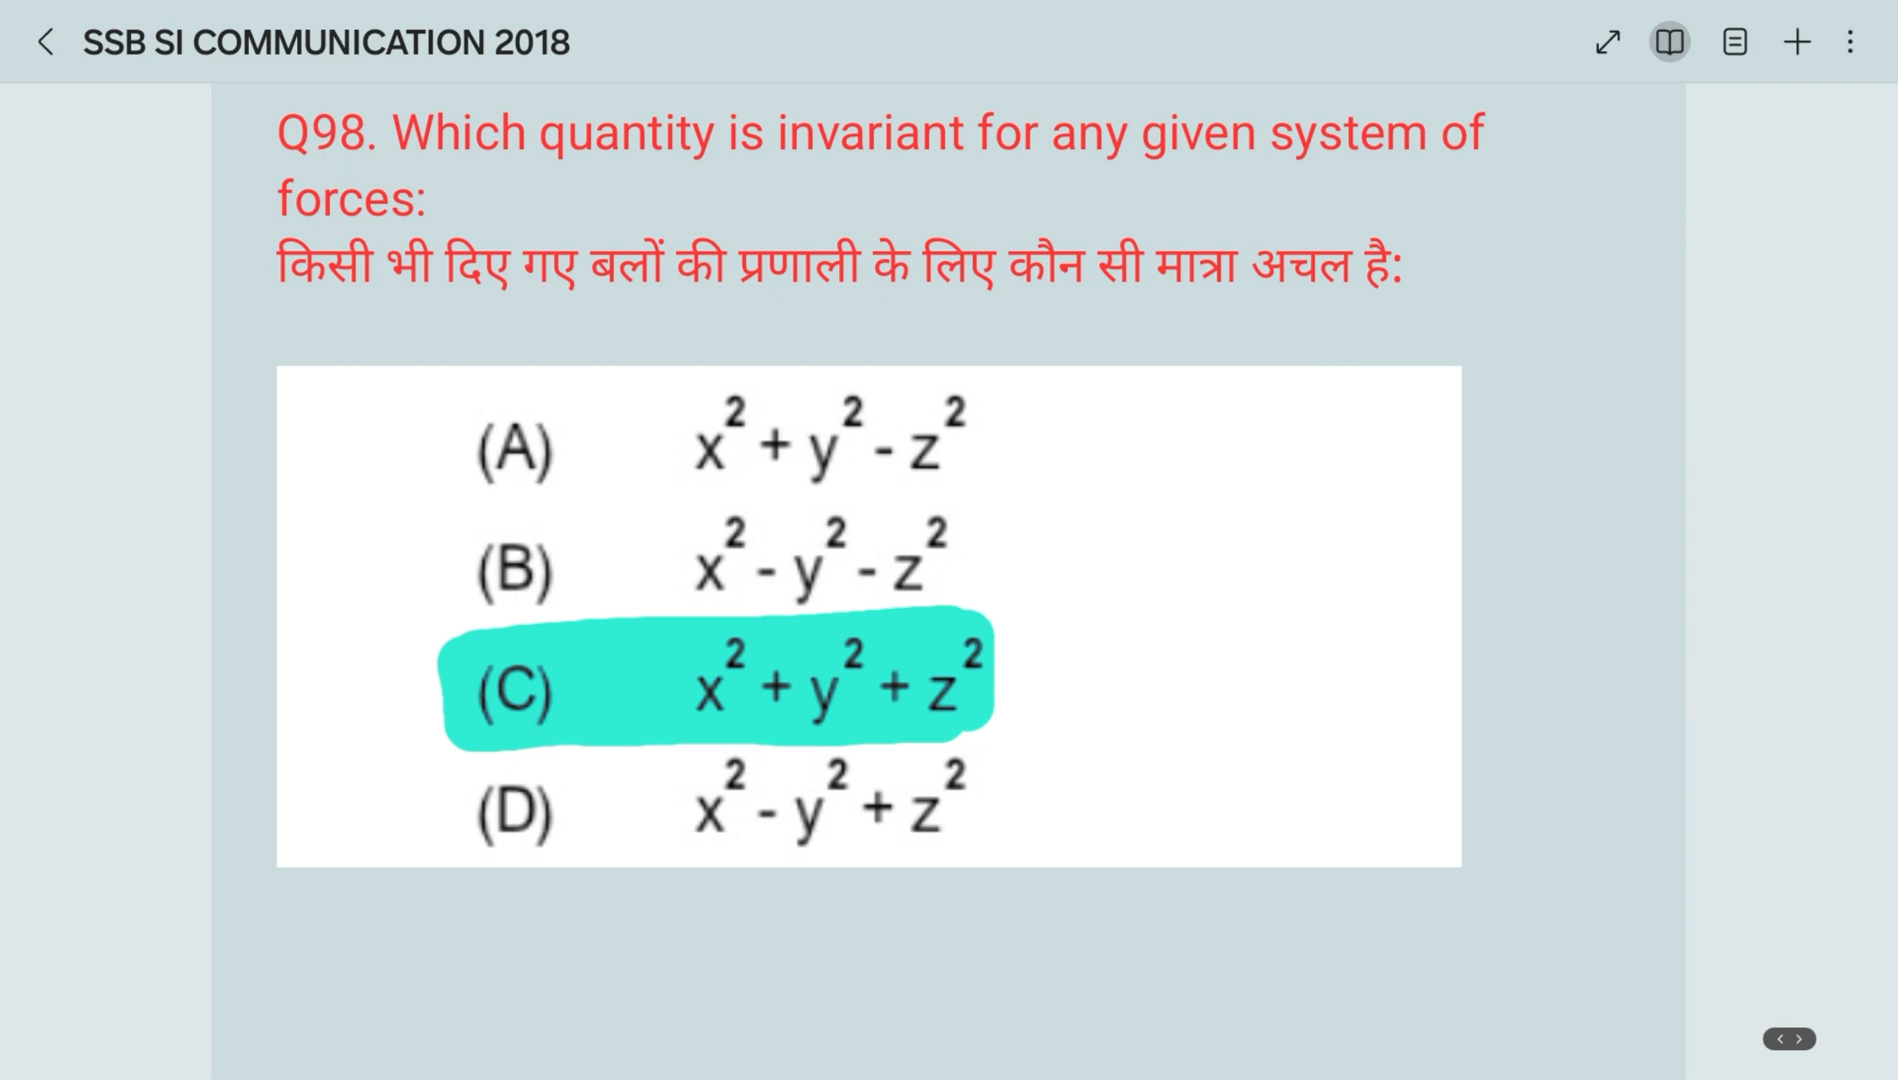 SSB SI COMMUNICATION 2018
Q98. Which quantity is invariant for any given system of
forces:
किसी भी दिए गए बलों की प्रणाली के लिए कौन सी मात्रा अचल है:
(A) x² + y² - z²
(B) x² - y² - z²
(C) x² + y² + z²
(D) x² - y² + z²